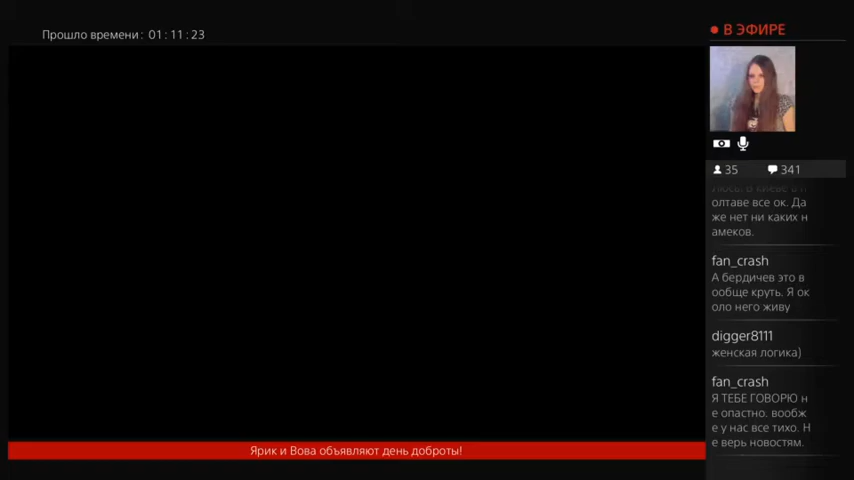 Прошло времени: 01:11:23
В ЭФИРЕ
35 341
олтаве все ок. Да
же нет ни каких н
амеков.
fan_crash
А бердичев это в
ообще круть. Я ок
оло него живу
digger8111
женская логика)
fan_crash
Я ТЕБЕ ГОВОРЮ н
е опастно. вообж
е у нас все тихо. Н
е верь новостям.
Ярик и Вова объявляют день доброты!